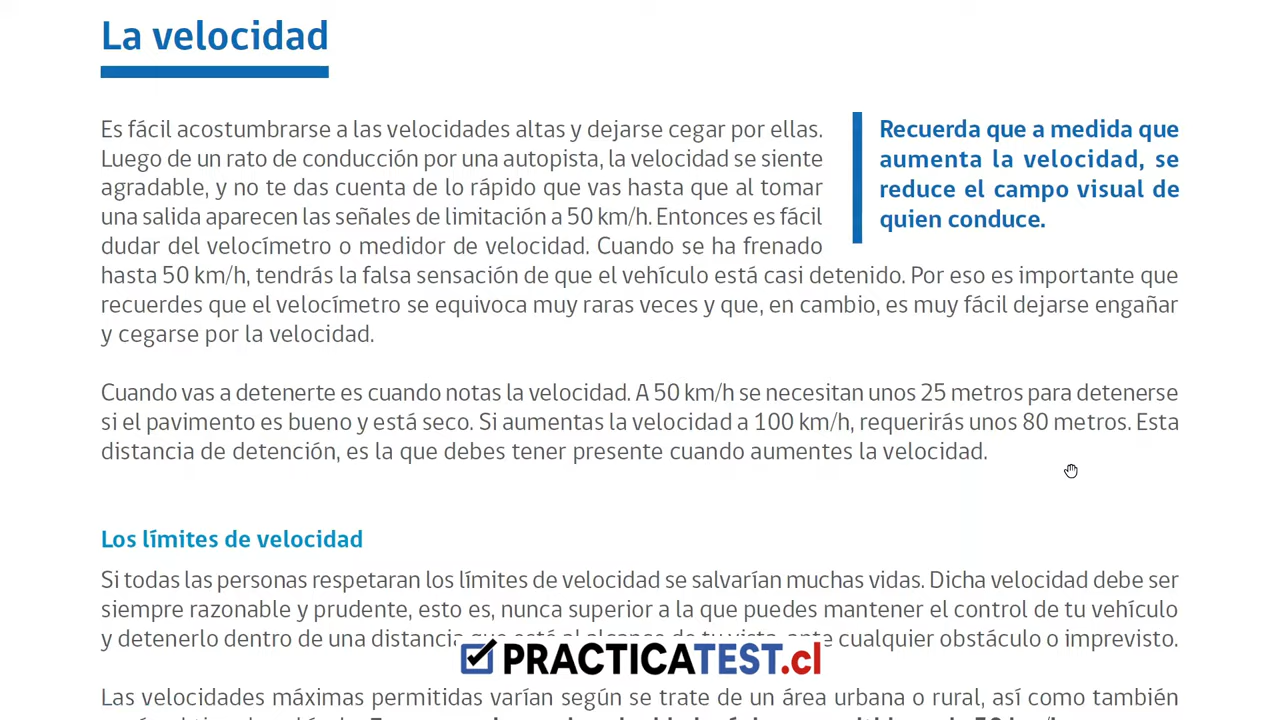 La velocidad
Es fácil acostumbrarse a las velocidades altas y dejarse cegar por ellas.
Luego de un rato de conducción por una autopista, la velocidad se siente
agradable, y no te das cuenta de lo rápido que vas hasta que al tomar
una salida aparecen las señales de limitación a 50 km/h. Entonces es fácil
dudar del velocímetro o medidor de velocidad. Cuando se ha frenado
hasta 50 km/h, tendrás la falsa sensación de que el vehículo está casi detenido. Por eso es importante que
recuerdes que el velocímetro se equivoca muy raras veces y que, en cambio, es muy fácil dejarse engañar
y cegarse por la velocidad.
Recuerda que a medida que
aumenta la velocidad, se
reduce el campo visual de
quien conduce.
Cuando vas a detenerte es cuando notas la velocidad. A 50 km/h se necesitan unos 25 metros para detenerse
si el pavimento es bueno y está seco. Si aumentas la velocidad a 100 km/h, requerirás unos 80 metros. Esta
distancia de detención, es la que debes tener presente cuando aumentes la velocidad.
Los límites de velocidad
Si todas las personas respetaran los límites de velocidad se salvarían muchas vidas. Dicha velocidad debe ser
siempre razonable y prudente, esto es, nunca superior a la que puedes mantener el control de tu vehículo
y detenerlo dentro de una distancia que está al alcance de tu vista, ante cualquier obstáculo o imprevisto.
PRACTICATEST.cl
Las velocidades máximas permitidas varían según se trate de un área urbana o rural, así como también